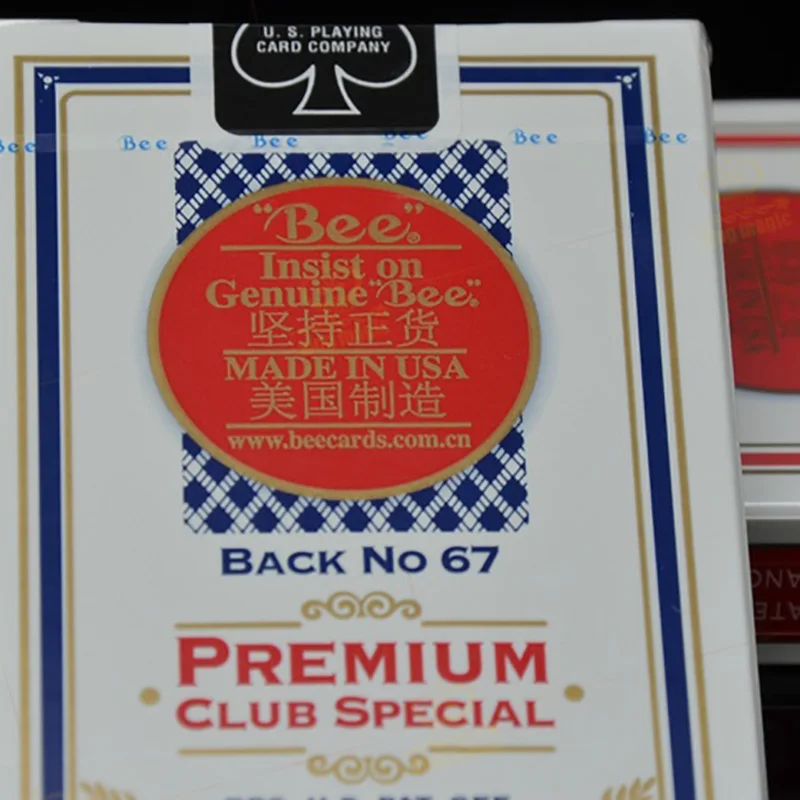 U. S. PLAYING
CARD COMPANY
Bee Bee Bee Bee Bee
"Bee"®
Insist on
Genuine "Bee"®
坚持正货
MADE IN USA
美国制造
www.beecards.com.cn
BACK NO 67
PREMIUM
CLUB SPECIAL